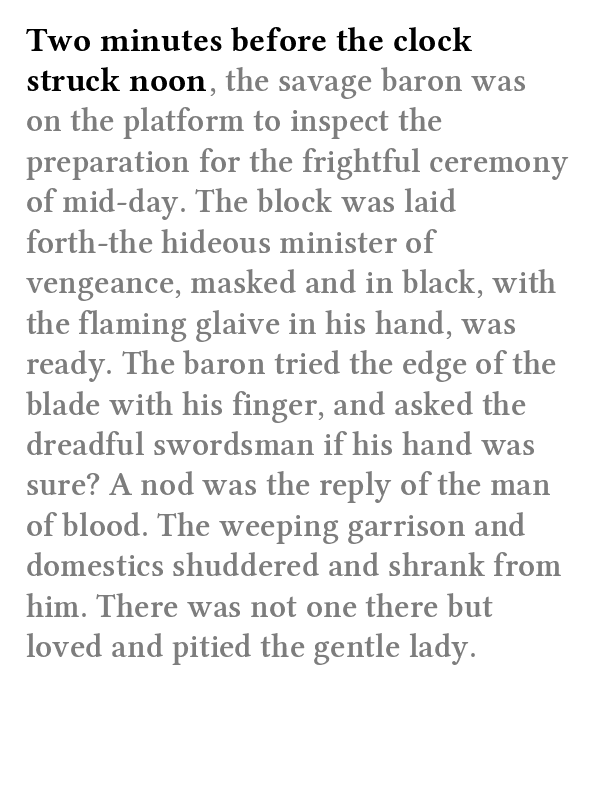 Two minutes before the clock
struck noon, the savage baron was
on the platform to inspect the
preparation for the frightful ceremony
of mid-day. The block was laid
forth-the hideous minister of
vengeance, masked and in black, with
the flaming glaive in his hand, was
ready. The baron tried the edge of the
blade with his finger, and asked the
dreadful swordsman if his hand was
sure? A nod was the reply of the man
of blood. The weeping garrison and
domestics shuddered and shrank from
him. There was not one there but
loved and pitied the gentle lady.